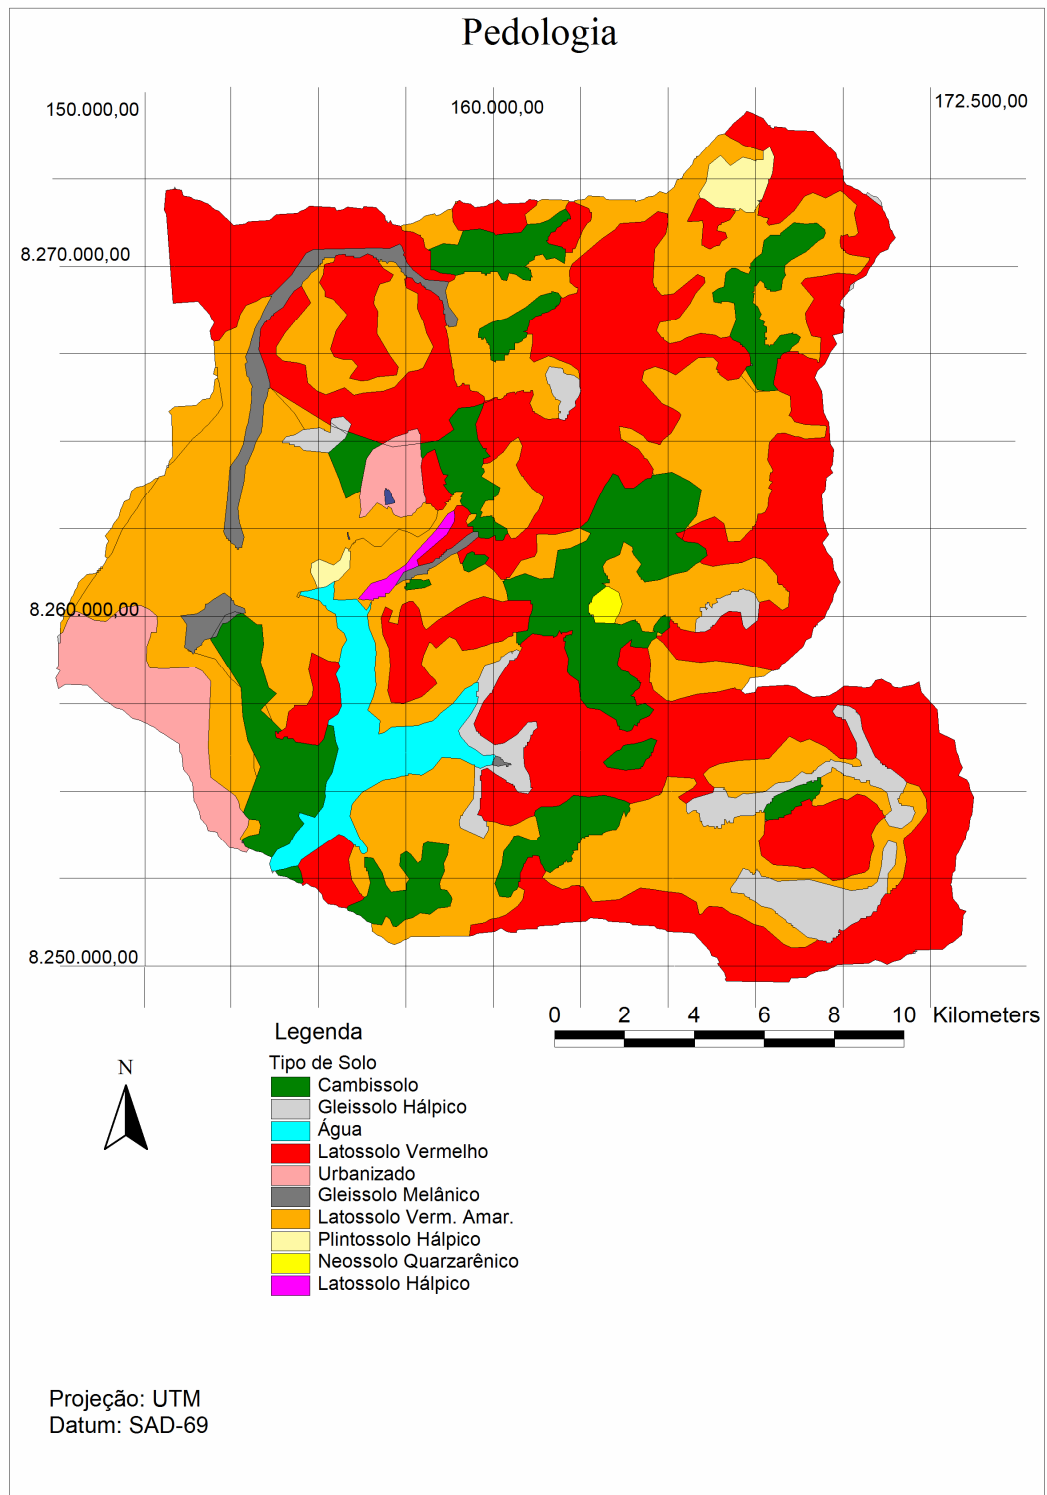 Pedologia
150.000,00
160.000,00
172.500,00
8.270.000,00
8.260.000,00
8.250.000,00
0 2 4 6 8 10 Kilometers
Legenda
N
Tipo de Solo
Cambissolo
Gleissolo Hálpico
Água
Latossolo Vermelho
Urbanizado
Gleissolo Melânico
Latossolo Verm. Amar.
Plintossolo Hálpico
Neossolo Quarzarênico
Latossolo Hálpico
Projeção: UTM
Datum: SAD-69